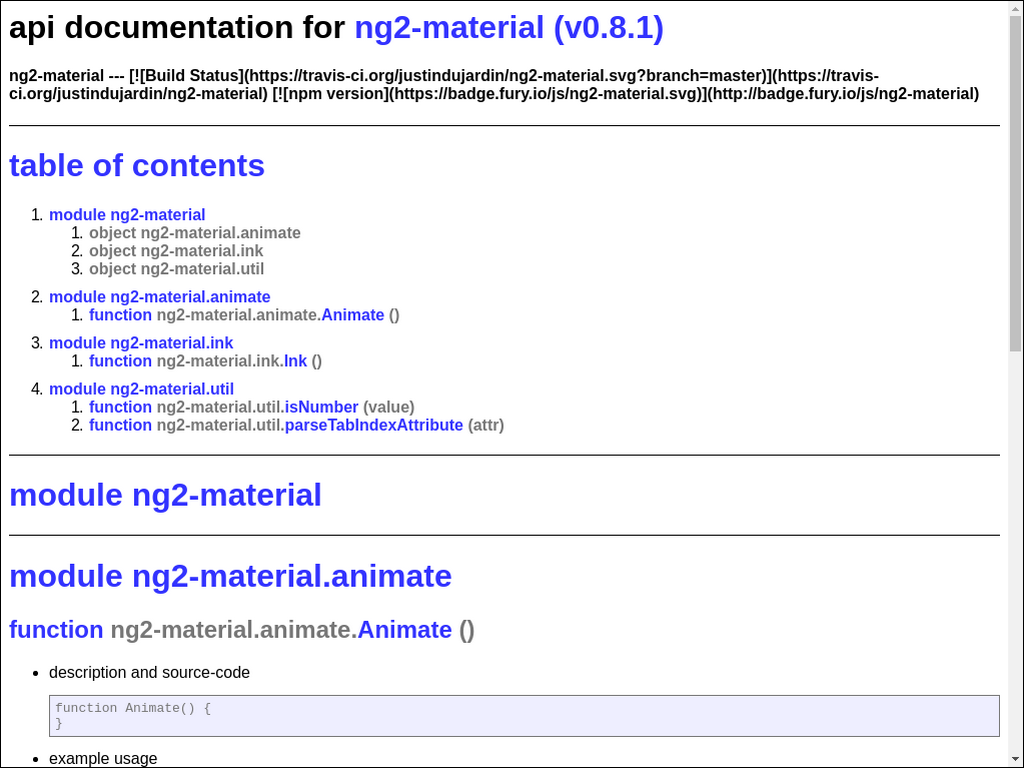 api documentation for ng2-material (v0.8.1)
ng2-material --- [![Build Status](https://travis-ci.org/justindujardin/ng2-material.svg?branch=master)](https://travis-
ci.org/justindujardin/ng2-material) [![npm version](https://badge.fury.io/js/ng2-material.svg)](http://badge.fury.io/js/ng2-material)
table of contents
1. module ng2-material
1. object ng2-material.animate
2. object ng2-material.ink
3. object ng2-material.util
2. module ng2-material.animate
1. function ng2-material.animate.Animate ()
3. module ng2-material.ink
1. function ng2-material.ink.Ink ()
4. module ng2-material.util
1. function ng2-material.util.isNumber (value)
2. function ng2-material.util.parseTabIndexAttribute (attr)
module ng2-material
module ng2-material.animate
function ng2-material.animate.Animate ()
• description and source-code
function Animate() {
}
• example usage